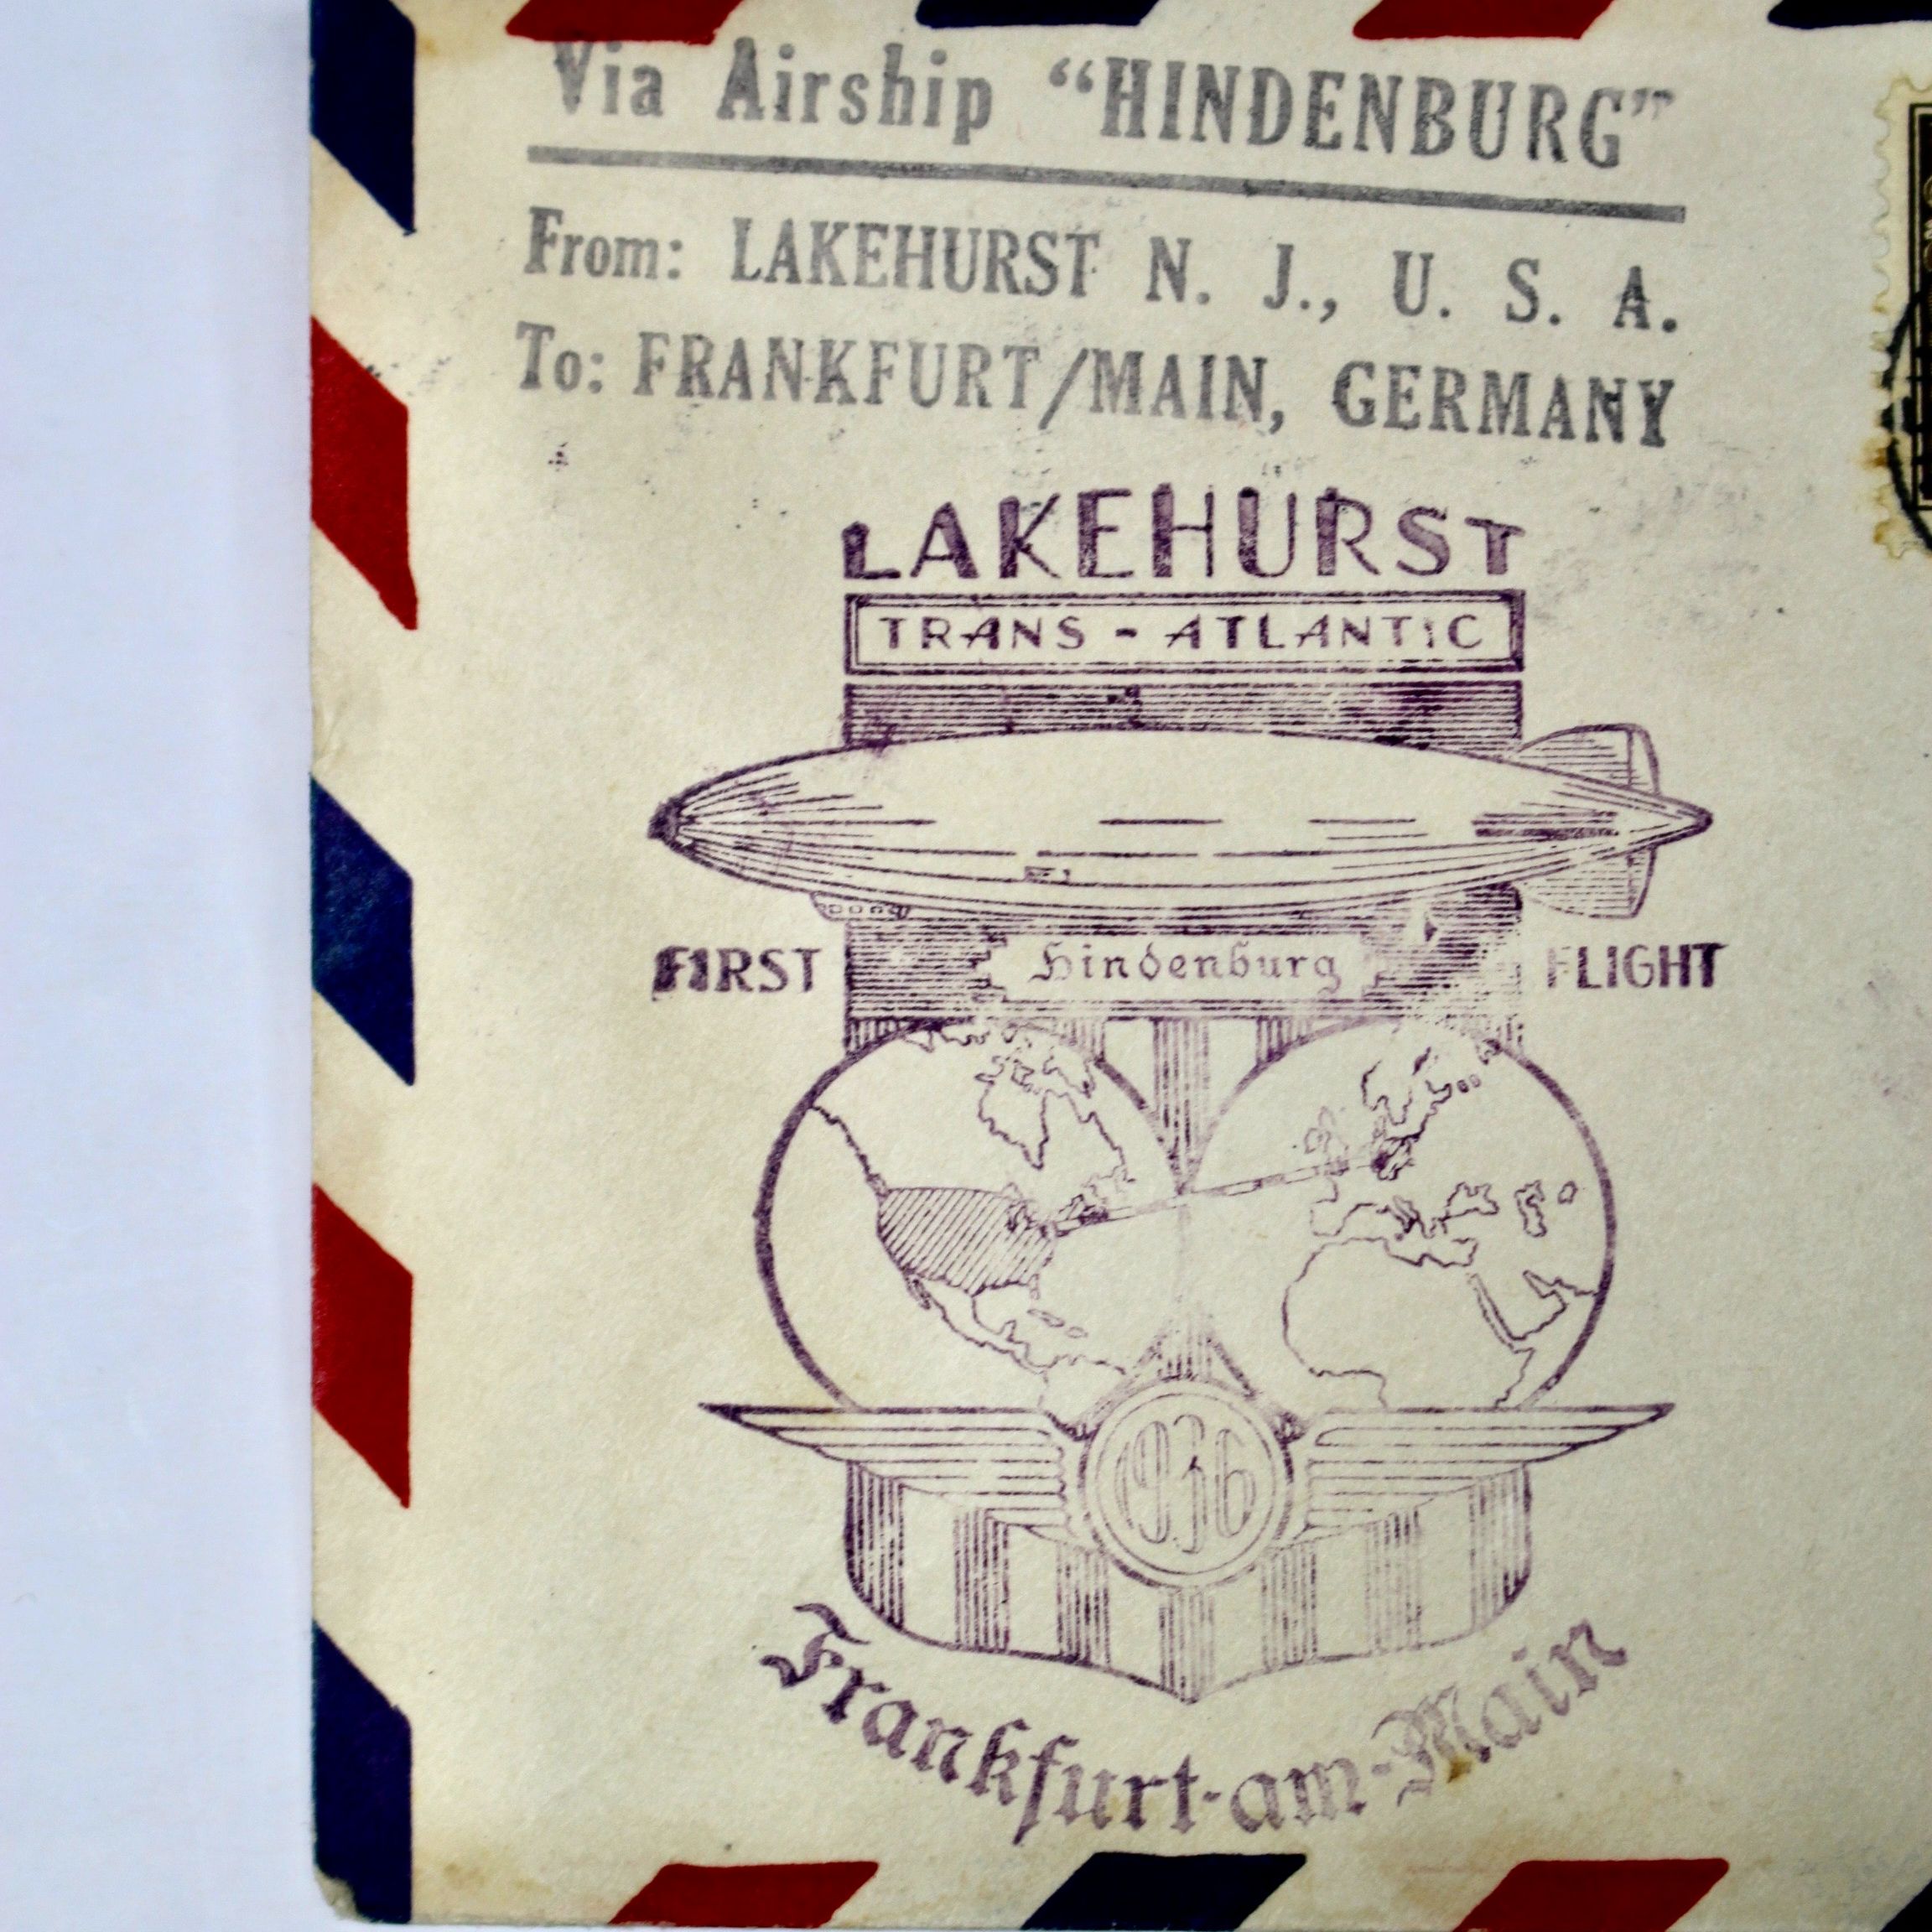 Via Airship “HINDENBURG”
From: LAKEHURST N. J., U. S. A.
To: FRANKFURT/MAIN, GERMANY
LAKEHURST
TRANS - ATLANTIC
FIRST Hindenburg FLIGHT
1936
Frankfurt-am-Main